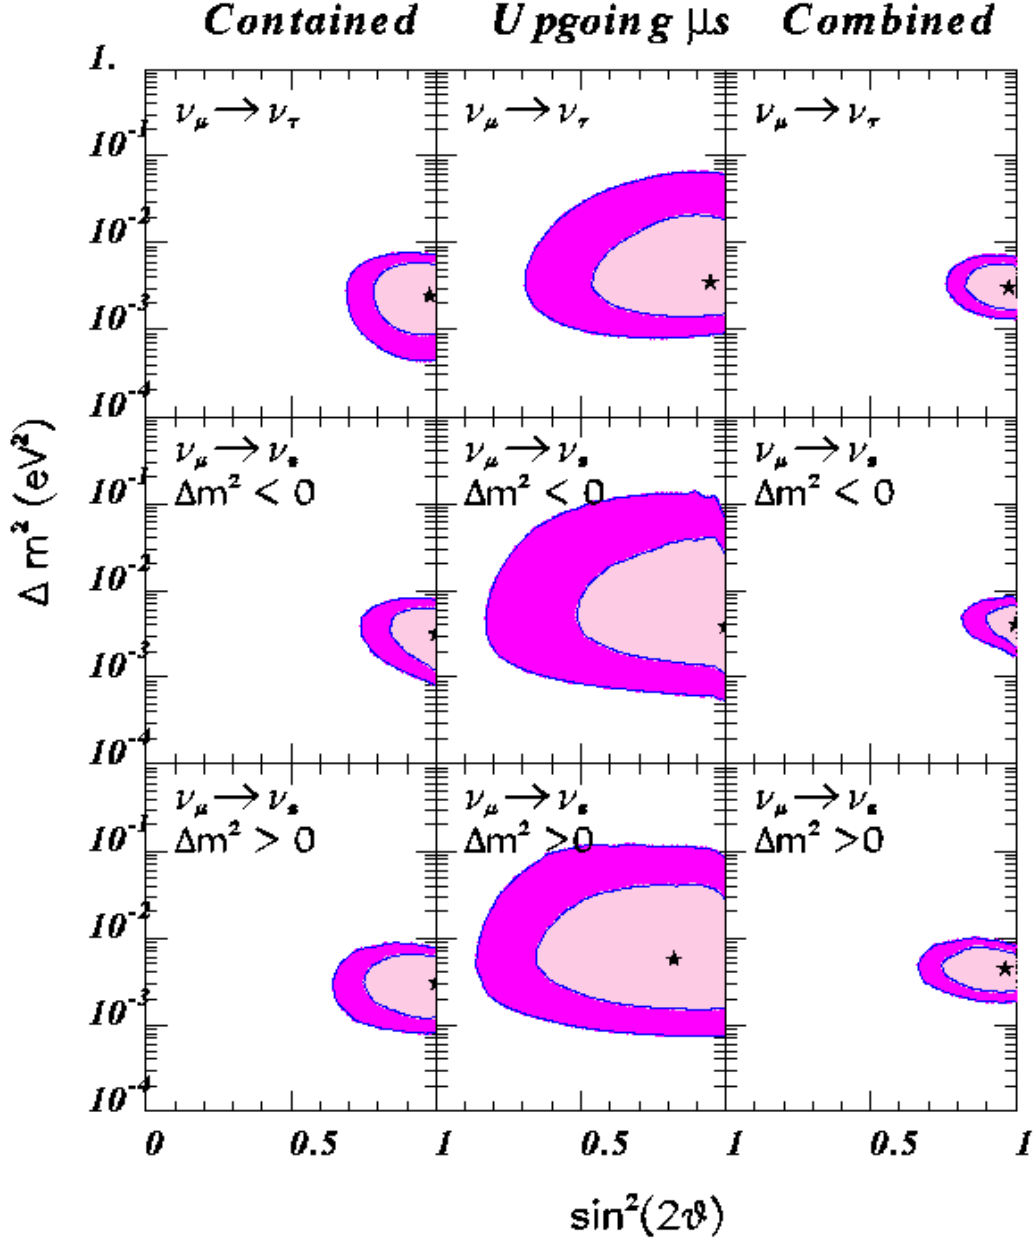 Contained Upgoing μs Combined
1.
ν_μ → ν_τ ν_μ → ν_τ ν_μ → ν_τ
10⁻¹
10⁻²
10⁻³
10⁻⁴
ν_μ → ν_s ν_μ → ν_s ν_μ → ν_s
Δm² < 0 Δm² < 0 Δm² < 0
10⁻¹
10⁻²
10⁻³
10⁻⁴
ν_μ → ν_s ν_μ → ν_s ν_μ → ν_s
Δm² > 0 Δm² >0 Δm² >0
10⁻¹
10⁻²
10⁻³
10⁻⁴
Δ m² (eV²)
0 0.5 1 0.5 1 0.5 1
sin²(2ϑ)